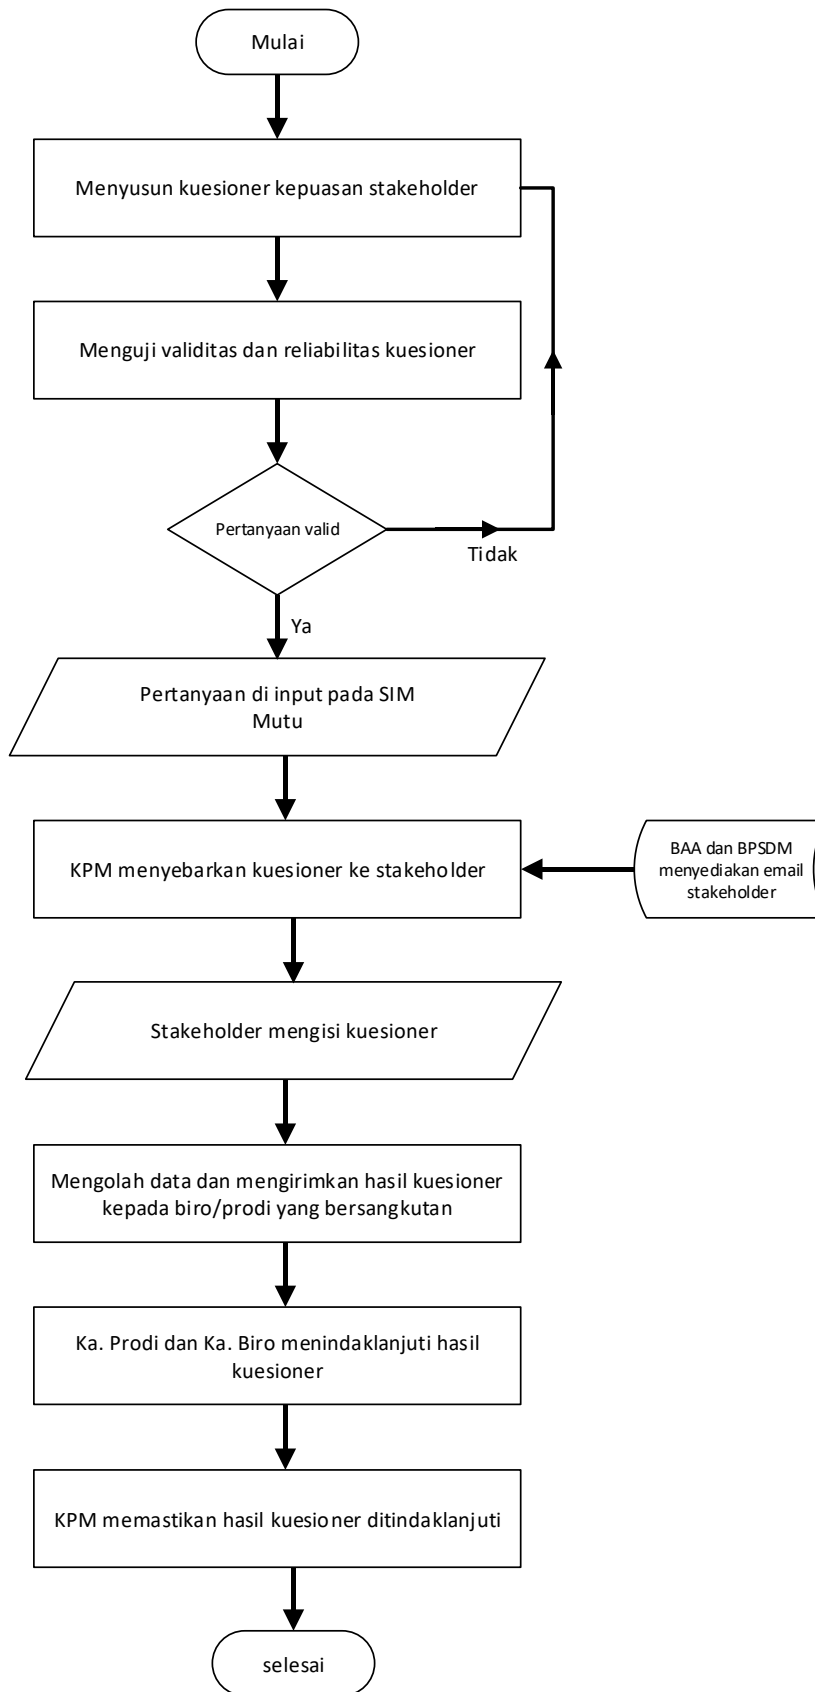 Mulai
Menyusun kuesioner kepuasan stakeholder
Menguji validitas dan reliabilitas kuesioner
Pertanyaan valid
Tidak
Ya
Pertanyaan di input pada SIM
Mutu
KPM menyebarkan kuesioner ke stakeholder
BAA dan BPSDM
menyediakan email
stakeholder
Stakeholder mengisi kuesioner
Mengolah data dan mengirimkan hasil kuesioner
kepada biro/prodi yang bersangkutan
Ka. Prodi dan Ka. Biro menindaklanjuti hasil
kuesioner
KPM memastikan hasil kuesioner ditindaklanjuti
selesai